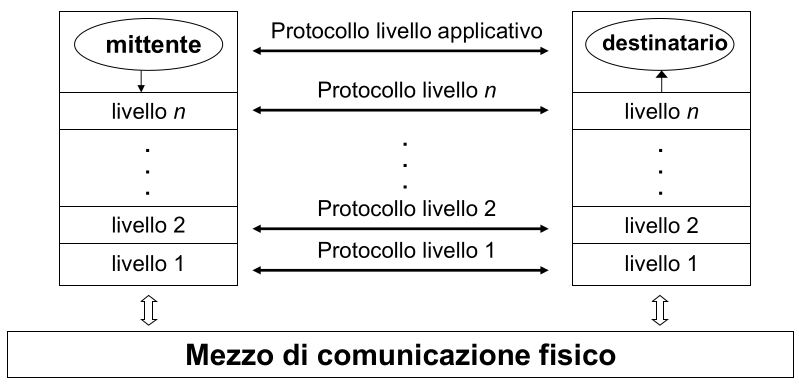 mittente
Protocollo livello applicativo
destinatario
livello n
Protocollo livello n
livello n
livello 2
Protocollo livello 2
livello 2
livello 1
Protocollo livello 1
livello 1
Mezzo di comunicazione fisico